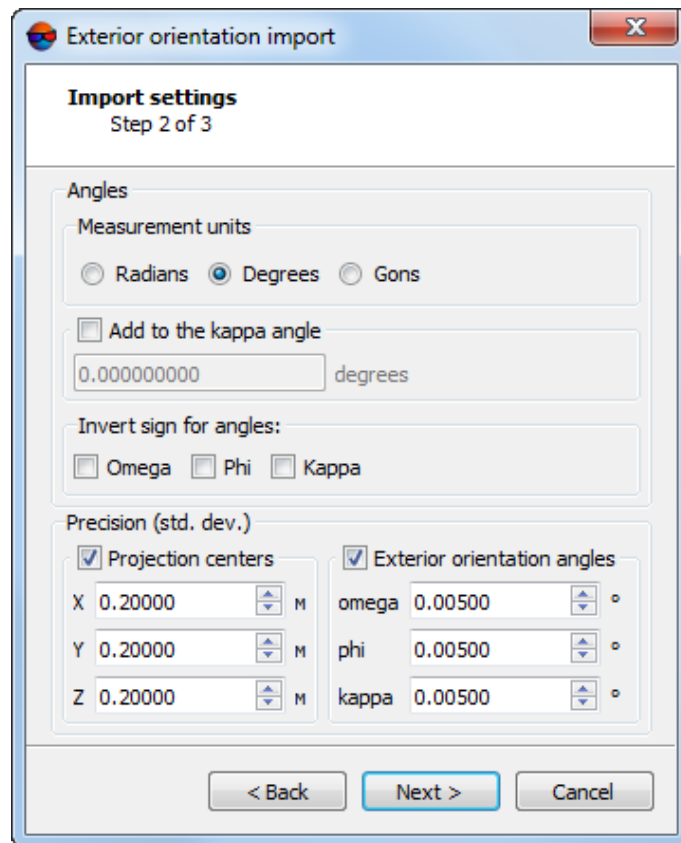 Exterior orientation import
Import settings
Step 2 of 3
Angles
Measurement units
Radians Degrees Gons
Add to the kappa angle
0.000000000 degrees
Invert sign for angles:
Omega Phi Kappa
Precision (std. dev.)
Projection centers Exterior orientation angles
X 0.20000 м omega 0.00500 °
Y 0.20000 м phi 0.00500 °
Z 0.20000 м kappa 0.00500 °
< Back Next > Cancel